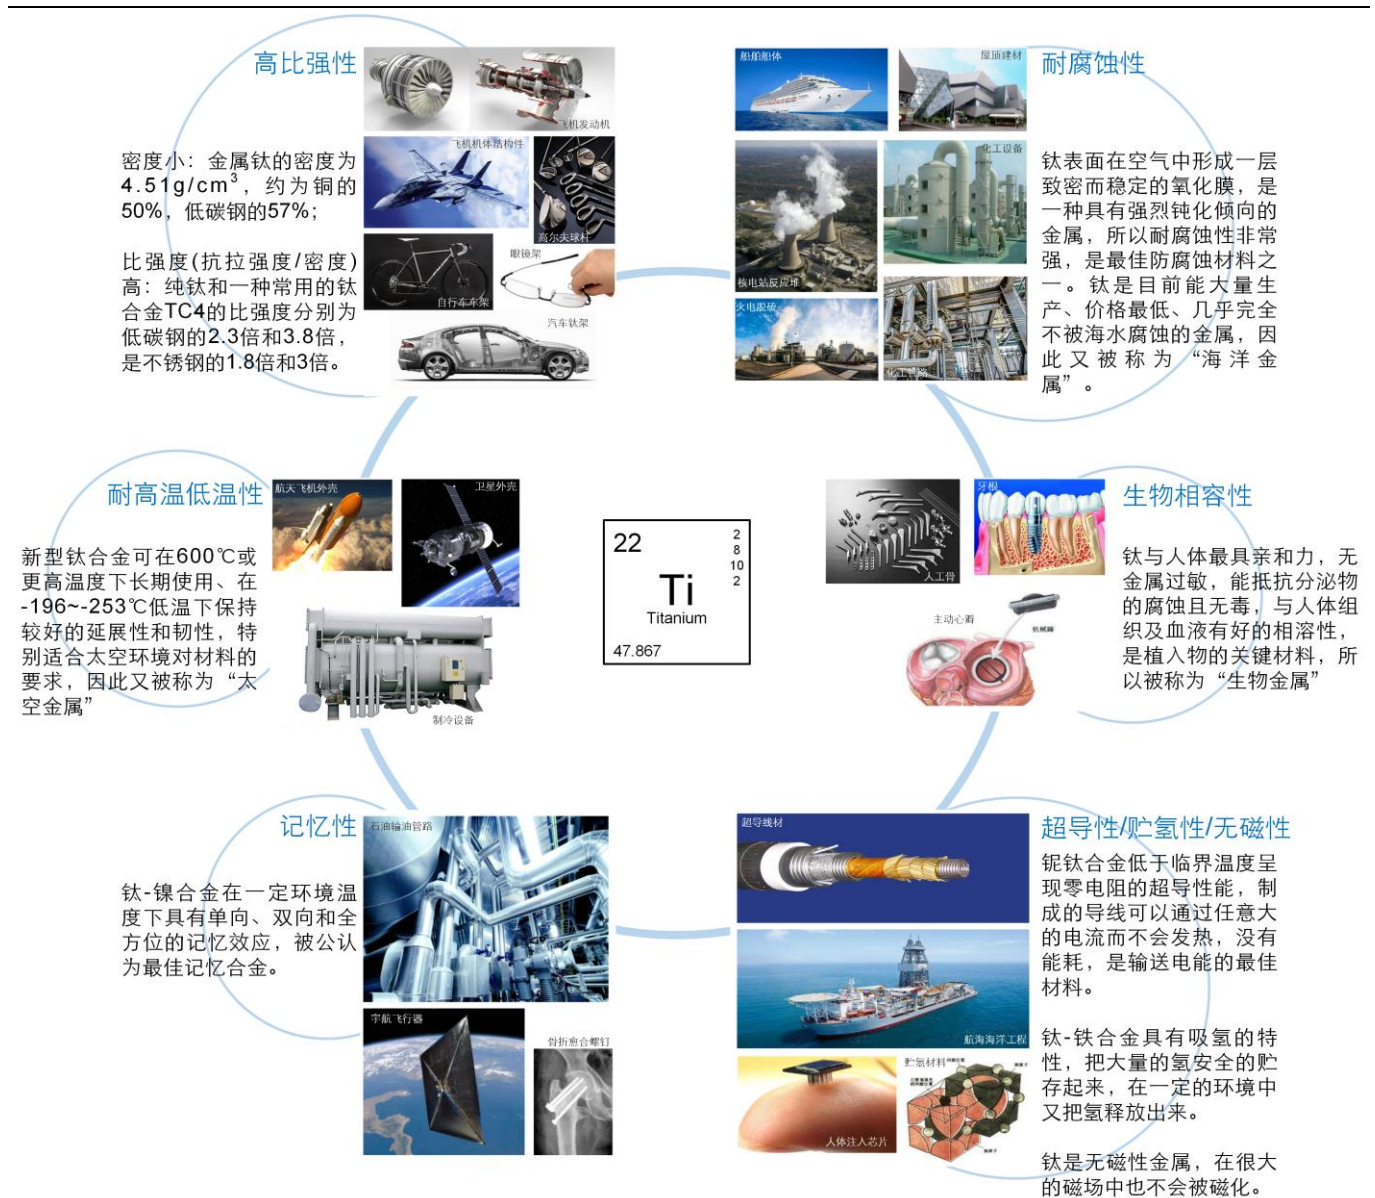 高比强性
密度小：金属钛的密度为
4.51g/cm³，约为铜的
50%，低碳钢的57%；
比强度(抗拉强度/密度)
高：纯钛和一种常用的钛
合金TC4的比强度分别为
低碳钢的2.3倍和3.8倍，
是不锈钢的1.8倍和3倍。
飞机发动机
飞机机体结构件
高尔夫球杆
自行车车架
眼镜架
汽车钛架
船舶船体
屋顶建材
化工设备
核电站反应堆
火电脱硫
化工管路
耐腐蚀性
钛表面在空气中形成一层
致密而稳定的氧化膜，是
一种具有强烈钝化倾向的
金属，所以耐腐蚀性非常
强，是最佳防腐蚀材料之
一。钛是目前能大量生
产、价格最低、几乎完全
不被海水腐蚀的金属，因
此又被称为“海洋金
属”。
耐高温低温性
新型钛合金可在600℃或
更高温度下长期使用、在
-196~-253℃低温下保持
较好的延展性和韧性，特
别适合太空环境对材料的
要求，因此又被称为“太
空金属”
航天飞机外壳
卫星外壳
制冷设备
22
2
8
10
2
Ti
Titanium
47.867
人工骨
牙根
主动心瓣
机械器
生物相容性
钛与人体最具亲和力，无
金属过敏，能抵抗分泌物
的腐蚀且无毒，与人体组
织及血液有好的相溶性，
是植入物的关键材料，所
以被称为“生物金属”
记忆性
钛-镍合金在一定环境温
度下具有单向、双向和全
方位的记忆效应，被公认
为最佳记忆合金。
石油输油管路
宇航飞行器
骨折愈合螺钉
超导线材
航海海洋工程
人体注入芯片
贮氢材料
超导性/贮氢性/无磁性
铌钛合金低于临界温度呈
现零电阻的超导性能，制
成的导线可以通过任意大
的电流而不会发热，没有
能耗，是输送电能的最佳
材料。
钛-铁合金具有吸氢的特
性，把大量的氢安全的贮
存起来，在一定的环境中
又把氢释放出来。
钛是无磁性金属，在很大
的磁场中也不会被磁化。